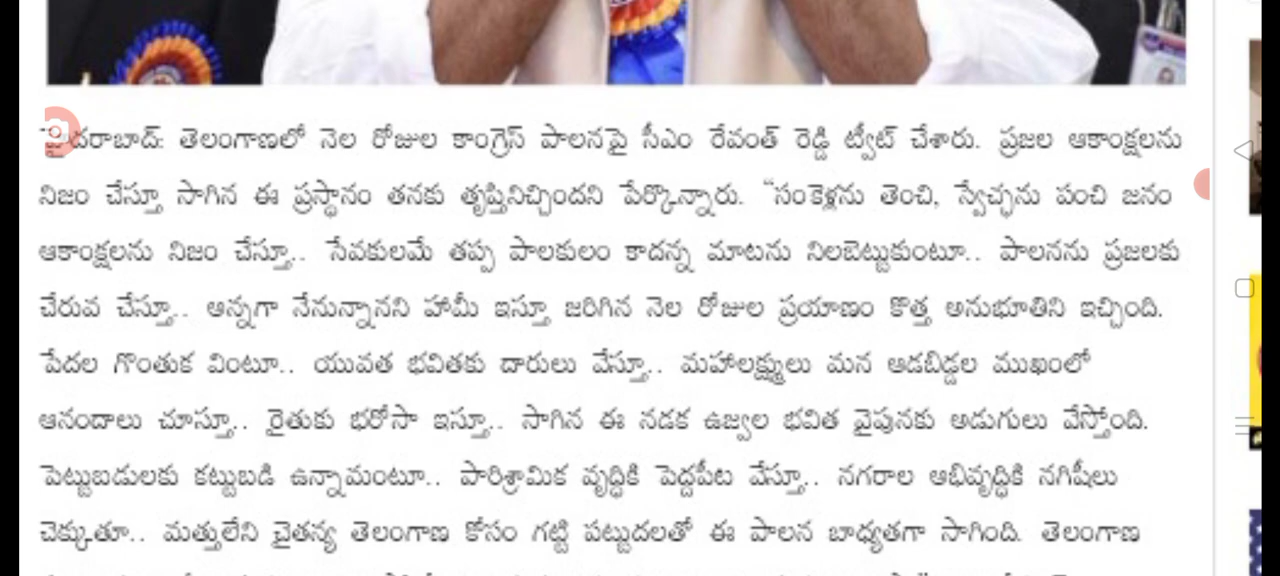 హైదరాబాద్: తెలంగాణలో నెల రోజుల కాంగ్రెస్ పాలనపై సీఎం రేవంత్ రెడ్డి ట్వీట్ చేశారు. ప్రజల ఆకాంక్షలను
నిజం చేస్తూ సాగిన ఈ ప్రస్థానం తనకు తృప్తినిచ్చిందని పేర్కొన్నారు. “సంకెళ్లను తెంచి, స్వేచ్ఛను పంచి జనం
ఆకాంక్షలను నిజం చేస్తూ.. సేవకులమే తప్ప పాలకులం కాదన్న మాటను నిలబెట్టుకుంటూ.. పాలనను ప్రజలకు
చేరువ చేస్తూ.. అన్నగా నేనున్నానని హామీ ఇస్తూ జరిగిన నెల రోజుల ప్రయాణం కొత్త అనుభూతిని ఇచ్చింది.
పేదల గొంతుక వింటూ.. యువత భవితకు దారులు వేస్తూ.. మహాలక్ష్ములు మన ఆడబిడ్డల ముఖంలో
ఆనందాలు చూస్తూ.. రైతుకు భరోసా ఇస్తూ.. సాగిన ఈ నడక ఉజ్వల భవిత వైపునకు అడుగులు వేస్తోంది.
పెట్టుబడులకు కట్టుబడి ఉన్నామంటూ.. పారిశ్రామిక వృద్ధికి పెద్దపీట వేస్తూ.. నగరాల అభివృద్ధికి నగిషీలు
చెక్కుతూ.. మత్తులేని చైతన్య తెలంగాణ కోసం గట్టి పట్టుదలతో ఈ పాలన బాధ్యతగా సాగింది. తెలంగాణ